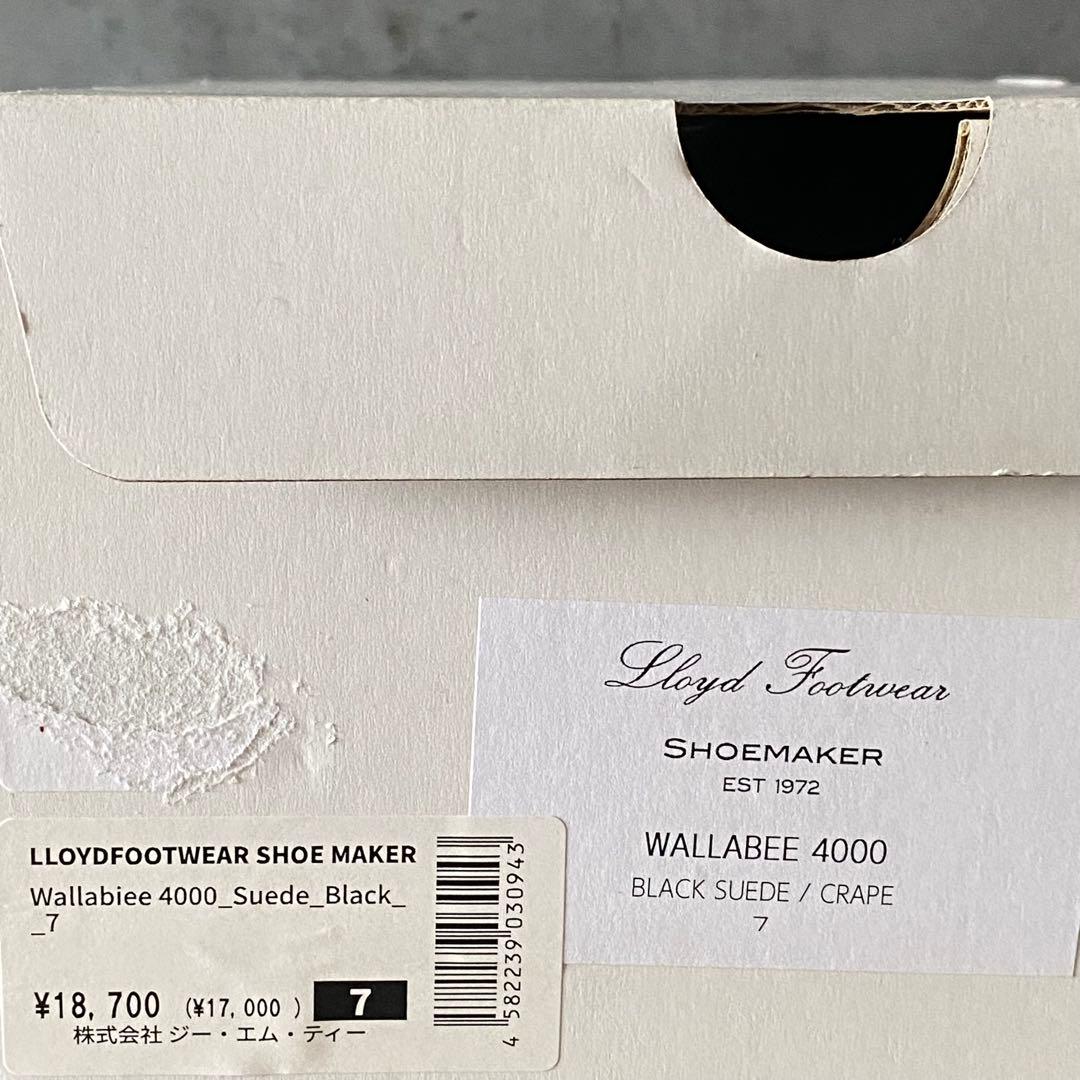 Lloyd Footwear
SHOEMAKER
EST 1972
WALLABEE 4000
BLACK SUEDE / CRAPE
7
LLOYDFOOTWEAR SHOE MAKER
Wallabiee 4000_Suede_Black_
_7
¥18,700 (¥17,000 ) 7
株式会社 ジー・エム・ティー
4 582239 030943